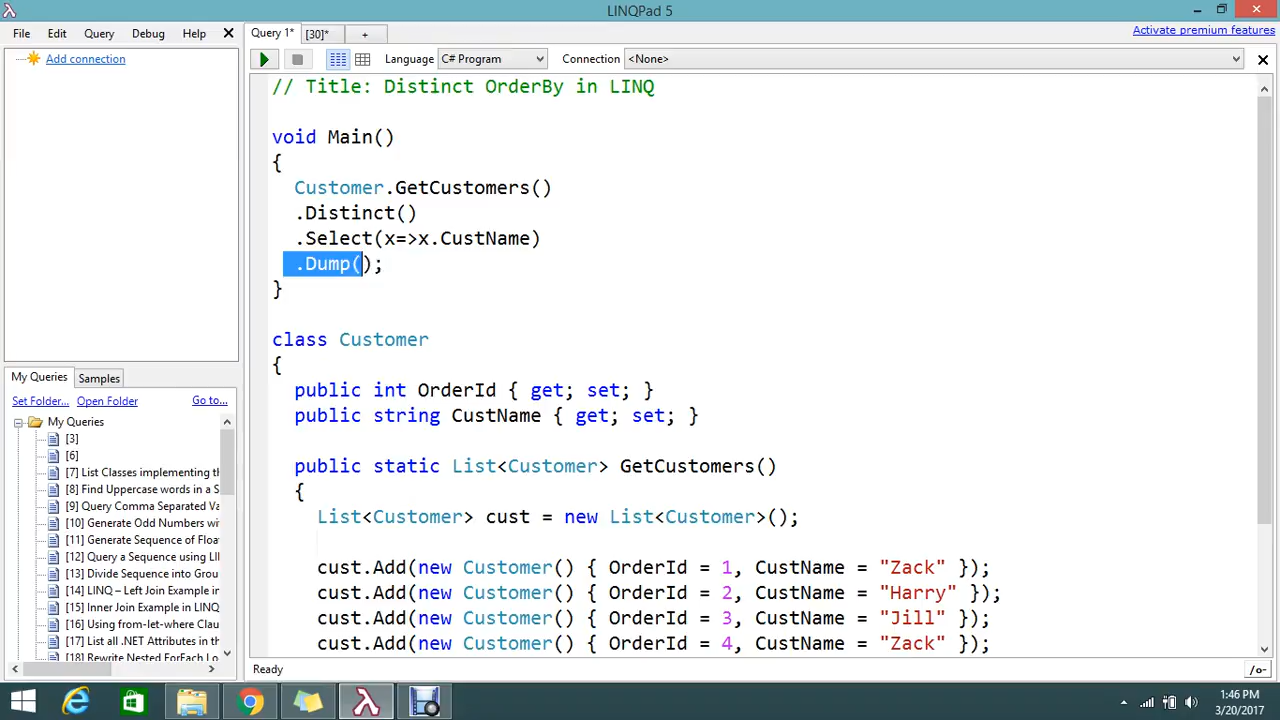 LINQPad 5
File Edit Query Debug Help
Query 1* [30]* +
Activate premium features
Add connection
Language C# Program Connection <None>
// Title: Distinct OrderBy in LINQ
void Main()
{
Customer.GetCustomers()
.Distinct()
.Select(x=>x.CustName)
.Dump();
}
class Customer
{
public int OrderId { get; set; }
public string CustName { get; set; }
public static List<Customer> GetCustomers()
{
List<Customer> cust = new List<Customer>();
cust.Add(new Customer() { OrderId = 1, CustName = "Zack" });
cust.Add(new Customer() { OrderId = 2, CustName = "Harry" });
cust.Add(new Customer() { OrderId = 3, CustName = "Jill" });
cust.Add(new Customer() { OrderId = 4, CustName = "Zack" });
My Queries Samples
Set Folder... Open Folder Go to...
My Queries
[3]
[6]
[7] List Classes implementing th
[8] Find Uppercase words in a S
[9] Query Comma Separated Va
[10] Generate Odd Numbers wi
[11] Generate Sequence of Floa
[12] Query a Sequence using LI
[13] Divide Sequence into Grou
[14] LINQ – Left Join Example in
[15] Inner Join Example in LINQ
[16] Using from-let-where Clau
[17] List all .NET Attributes in th
[18] Rewrite Nested ForEach Lo
Ready
/o-
1:46 PM
3/20/2017